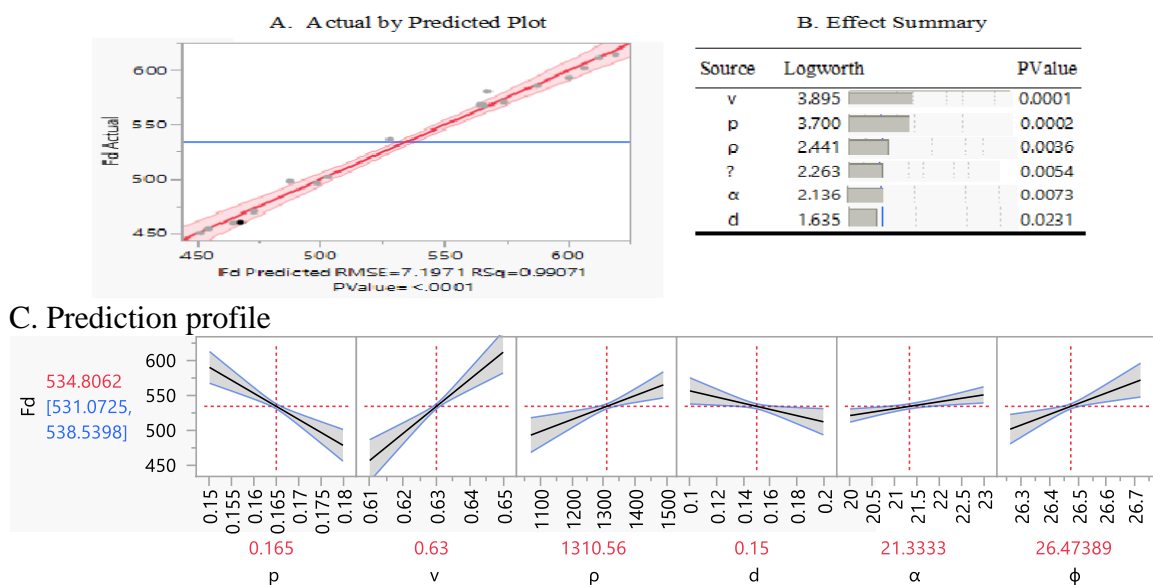 A. Actual by Predicted Plot
600
550
500
450
Fd Actual
450 500 550 600
Fd Predicted RMSE=7.1971 RSq=0.99071
PValue= <.0001
B. Effect Summary
Source Logworth PValue
v 3.895 0.0001
p 3.700 0.0002
ρ 2.441 0.0036
? 2.263 0.0054
α 2.136 0.0073
d 1.635 0.0231
C. Prediction profile
Fd
534.8062
[531.0725,
538.5398]
600
550
500
450
0.15 0.155 0.16 0.165 0.17 0.175 0.18
0.61 0.62 0.63 0.64 0.65
1100 1200 1300 1400 1500
0.1 0.12 0.14 0.16 0.18 0.2
20 20.5 21 21.5 22 22.5 23
26.3 26.4 26.5 26.6 26.7
0.165 0.63 1310.56 0.15 21.3333 26.47389
p v ρ d α ϕ